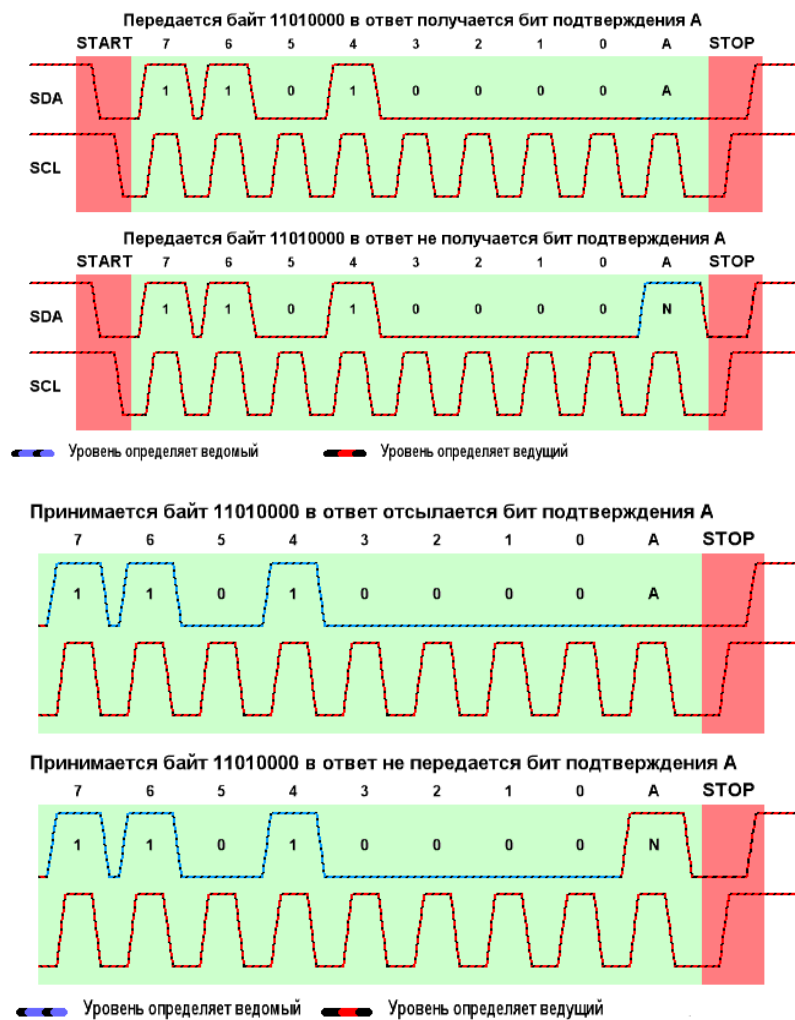 Передается байт 11010000 в ответ получается бит подтверждения А
START 7 6 5 4 3 2 1 0 A STOP
SDA 1 1 0 1 0 0 0 0 A
SCL
Передается байт 11010000 в ответ не получается бит подтверждения А
START 7 6 5 4 3 2 1 0 A STOP
SDA 1 1 0 1 0 0 0 0 N
SCL
Уровень определяет ведомый Уровень определяет ведущий
Принимается байт 11010000 в ответ отсылается бит подтверждения А
7 6 5 4 3 2 1 0 A STOP
1 1 0 1 0 0 0 0 A
Принимается байт 11010000 в ответ не передается бит подтверждения А
7 6 5 4 3 2 1 0 A STOP
1 1 0 1 0 0 0 0 N
Уровень определяет ведомый Уровень определяет ведущий